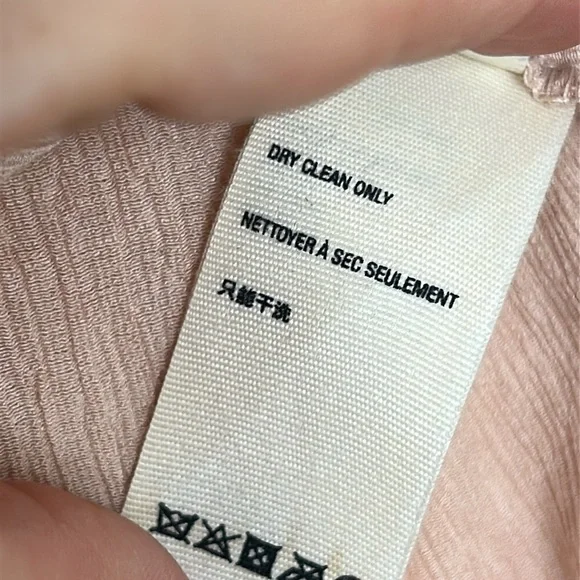 DRY CLEAN ONLY
NETTOYER À SEC SEULEMENT
只能干洗